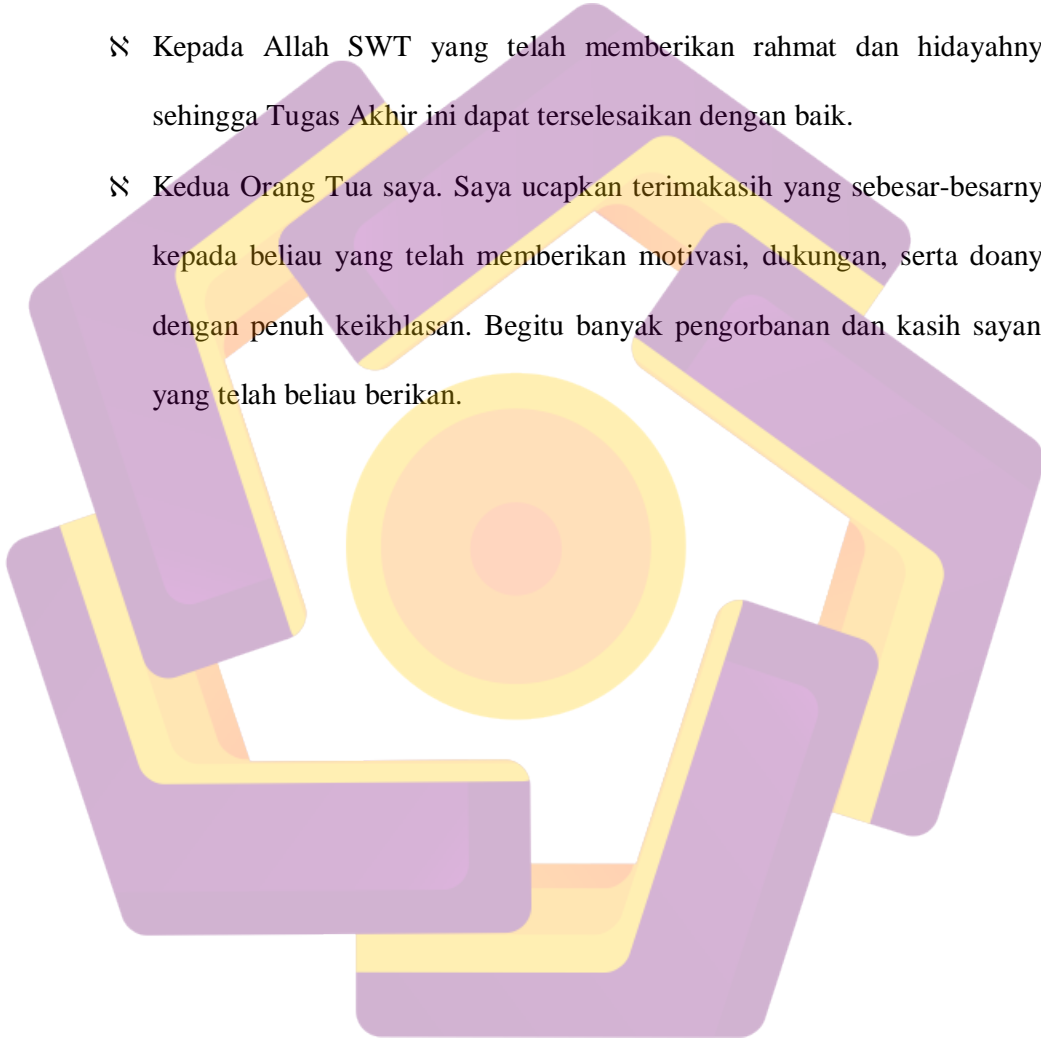 ℵ Kepada Allah SWT yang telah memberikan rahmat dan hidayahny
sehingga Tugas Akhir ini dapat terselesaikan dengan baik.
ℵ Kedua Orang Tua saya. Saya ucapkan terimakasih yang sebesar-besarny
kepada beliau yang telah memberikan motivasi, dukungan, serta doany
dengan penuh keikhlasan. Begitu banyak pengorbanan dan kasih sayan
yang telah beliau berikan.